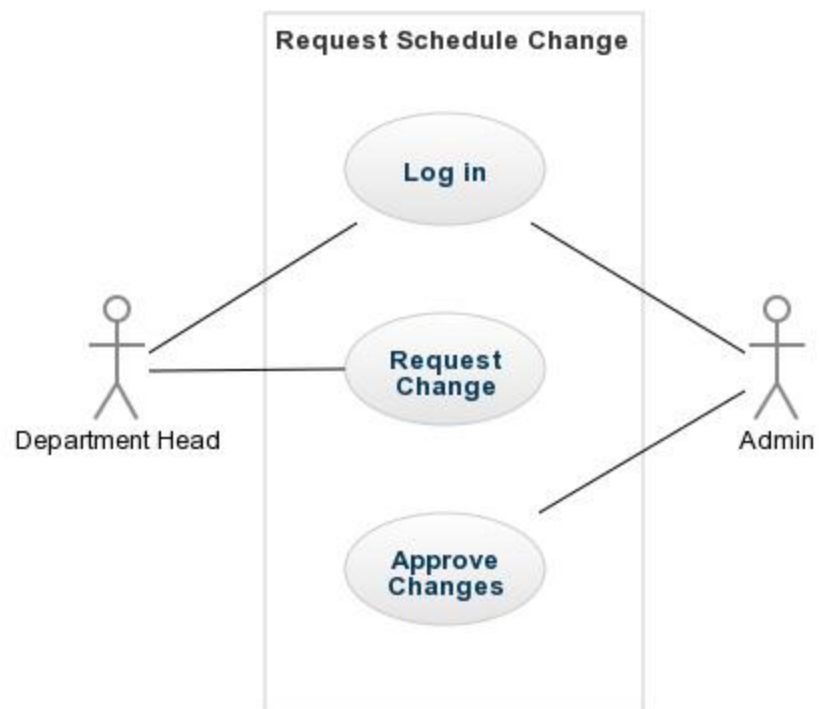 Request Schedule Change
Log in
Request
Change
Department Head
Admin
Approve
Changes